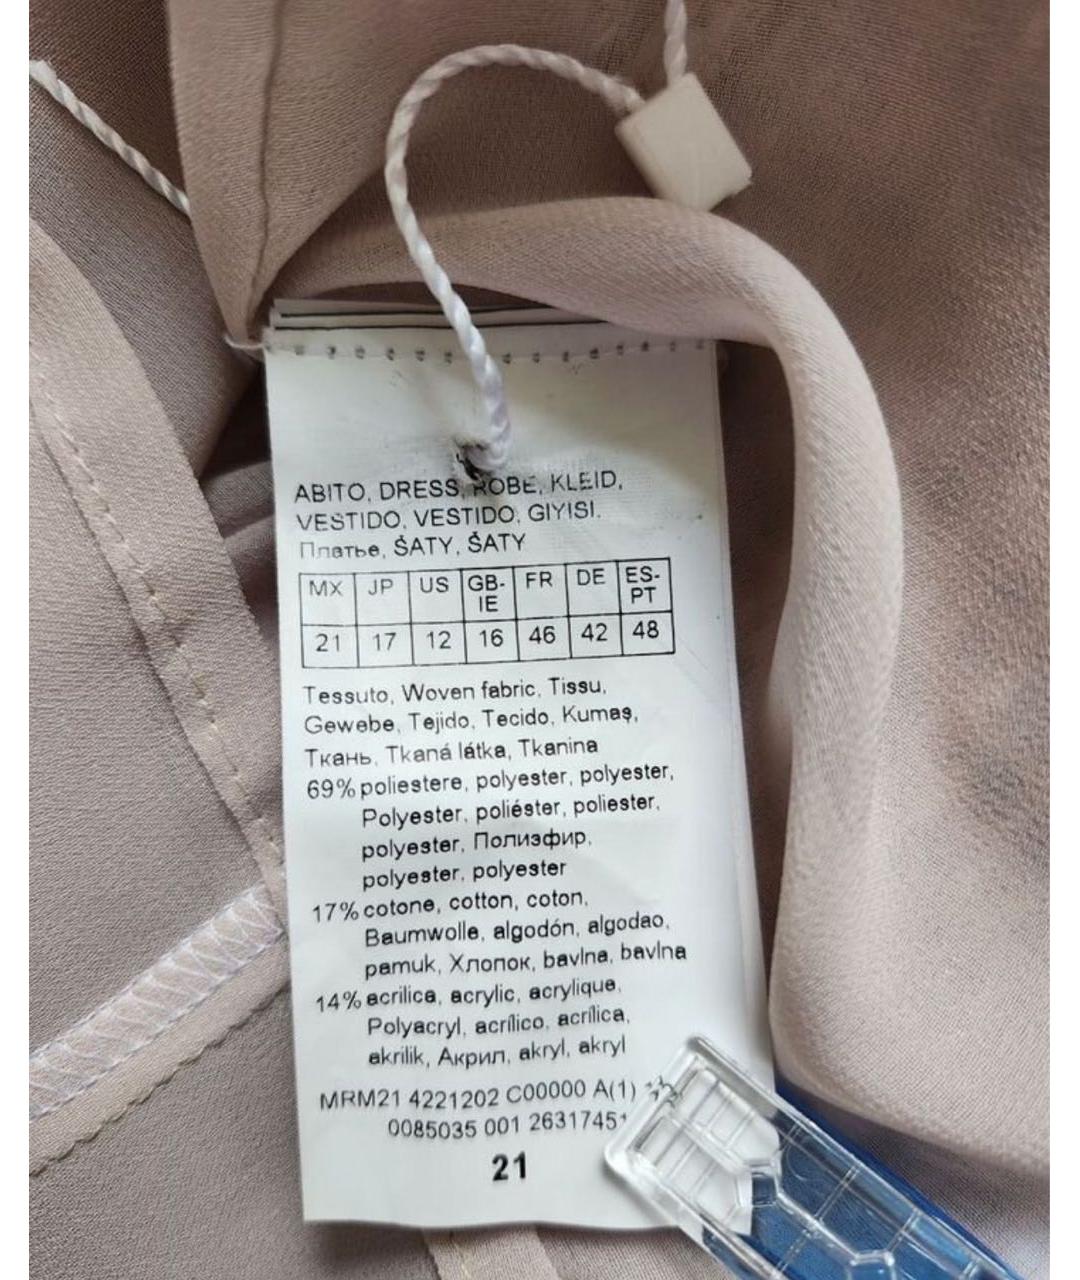 ABITO, DRESS, ROBE, KLEID,
VESTIDO, VESTIDO, GIYISI.
Платье, ŠATY, ŠATY
MX JP US GB-IE FR DE ES-PT
21 17 12 16 46 42 48
Tessuto, Woven fabric, Tissu,
Gewebe, Tejido, Tecido, Kumaş,
Ткань, Tkaná látka, Tkanina
69% poliestere, polyester, polyester,
Polyester, poliéster, poliester,
polyester, Полиэфир,
polyester, polyester
17% cotone, cotton, coton,
Baumwolle, algodón, algodao,
pamuk, Хлопок, bavlna, bavlna
14% acrilica, acrylic, acrylique,
Polyacryl, acrílico, acrílica,
akrilik, Акрил, akryl, akryl
MRM21 4221202 C00000 A(1)
0085035 001 2631745
21